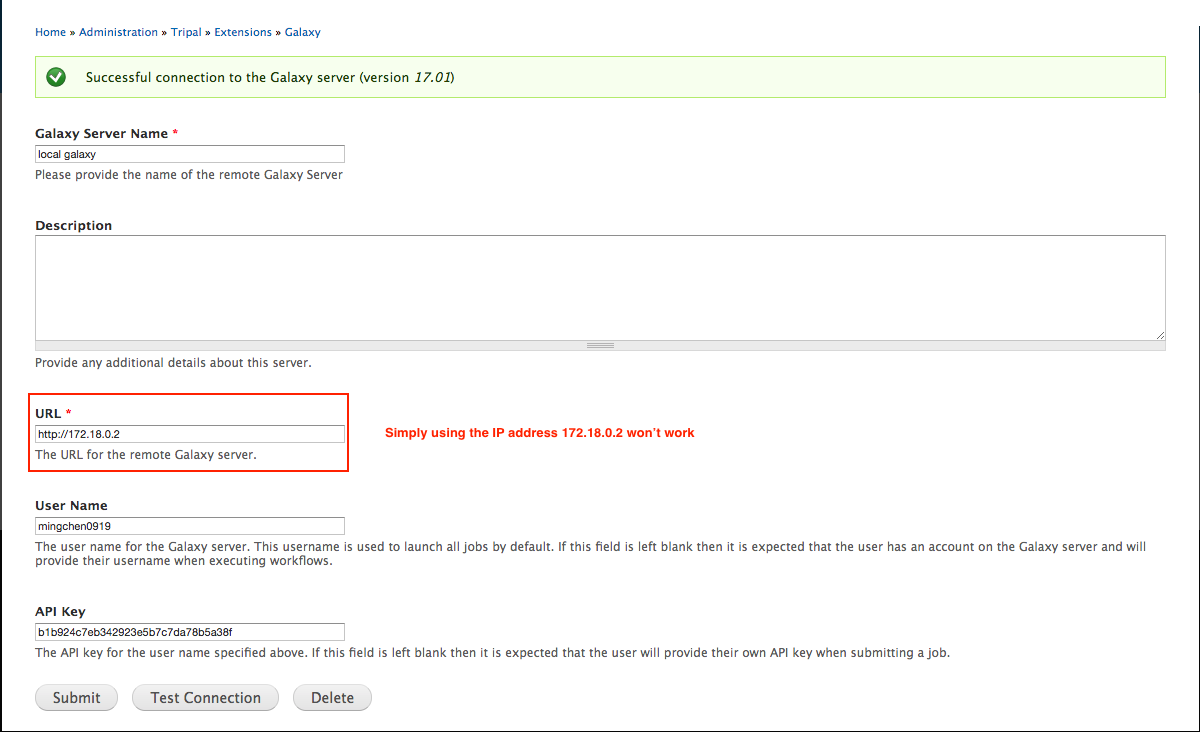 Home » Administration » Tripal » Extensions » Galaxy
Successful connection to the Galaxy server (version 17.01)
Galaxy Server Name *
local galaxy
Please provide the name of the remote Galaxy Server
Description
Provide any additional details about this server.
URL *
http://172.18.0.2
Simply using the IP address 172.18.0.2 won't work
The URL for the remote Galaxy server.
User Name
mingchen0919
The user name for the Galaxy server. This username is used to launch all jobs by default. If this field is left blank then it is expected that the user has an account on the Galaxy server and will
provide their username when executing workflows.
API Key
b1b924c7eb342923e5b7c7da78b5a38f
The API key for the user name specified above. If this field is left blank then it is expected that the user will provide their own API key when submitting a job.
Submit Test Connection Delete